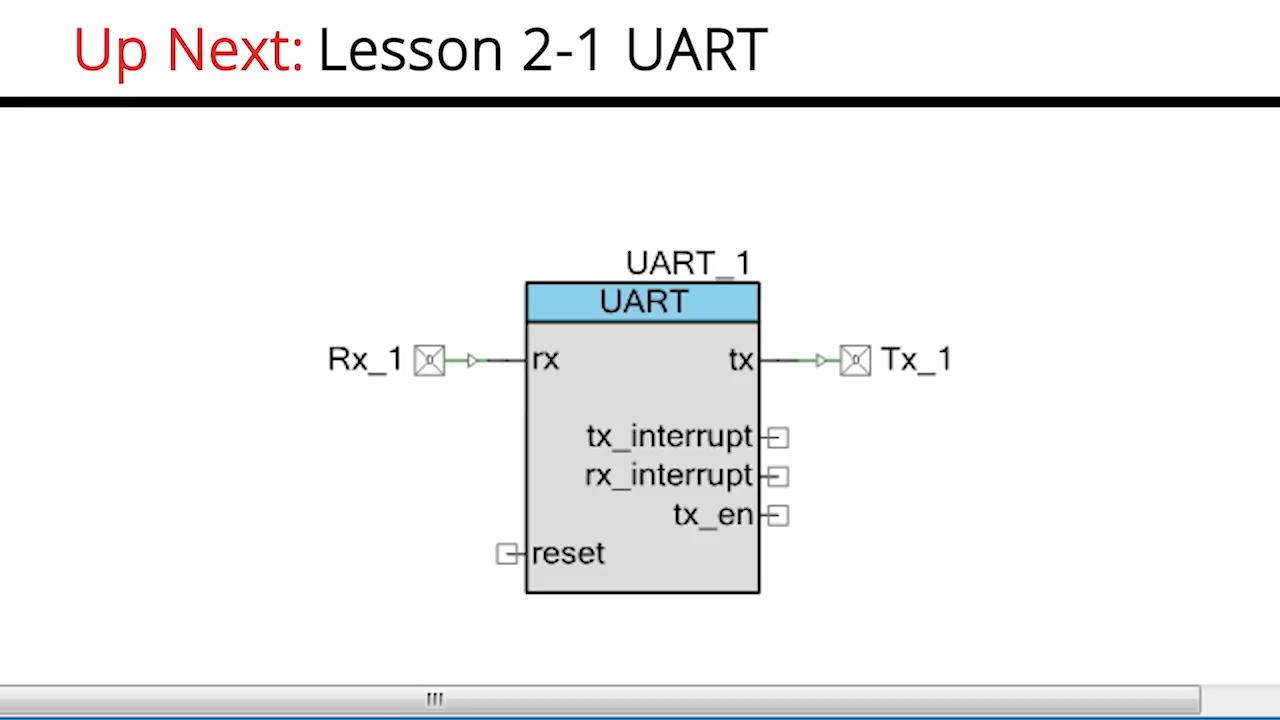 Up Next: Lesson 2-1 UART
UART_1
UART
Rx_1
rx
tx
Tx_1
tx_interrupt
rx_interrupt
tx_en
reset